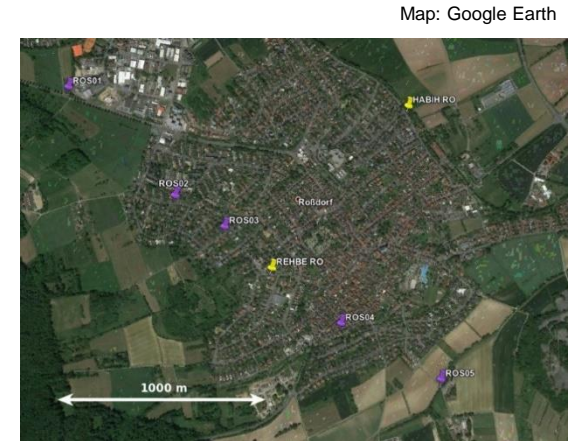 Map: Google Earth
ROS01
HABIH RO
ROS02
Roßdorf
ROS03
REHBE RO
ROS04
ROS05
1000 m